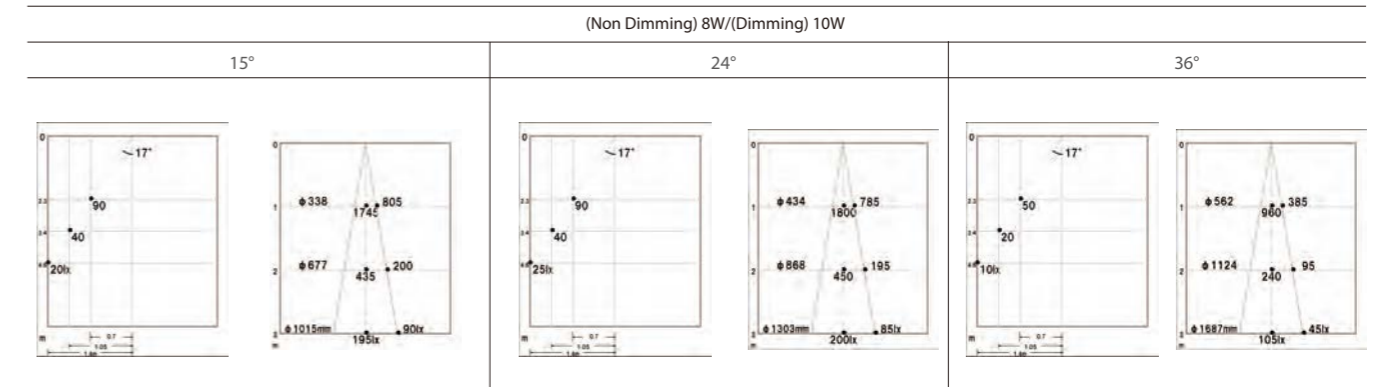 (Non Dimming) 8W/(Dimming) 10W
15°
24°
36°
0
17°
90
40
20lx
m
0.7
1.05
0
ϕ338
1745
805
1
ϕ677
435
200
2
ϕ1015mm
195lx
90lx
m
0
17°
90
40
25lx
m
0.7
1.05
0
ϕ434
1800
785
1
ϕ868
450
195
2
ϕ1303mm
200lx
85lx
m
0
17°
50
20
10lx
m
0.7
1.05
0
ϕ562
960
385
1
ϕ1124
240
95
2
ϕ1687mm
105lx
45lx
m